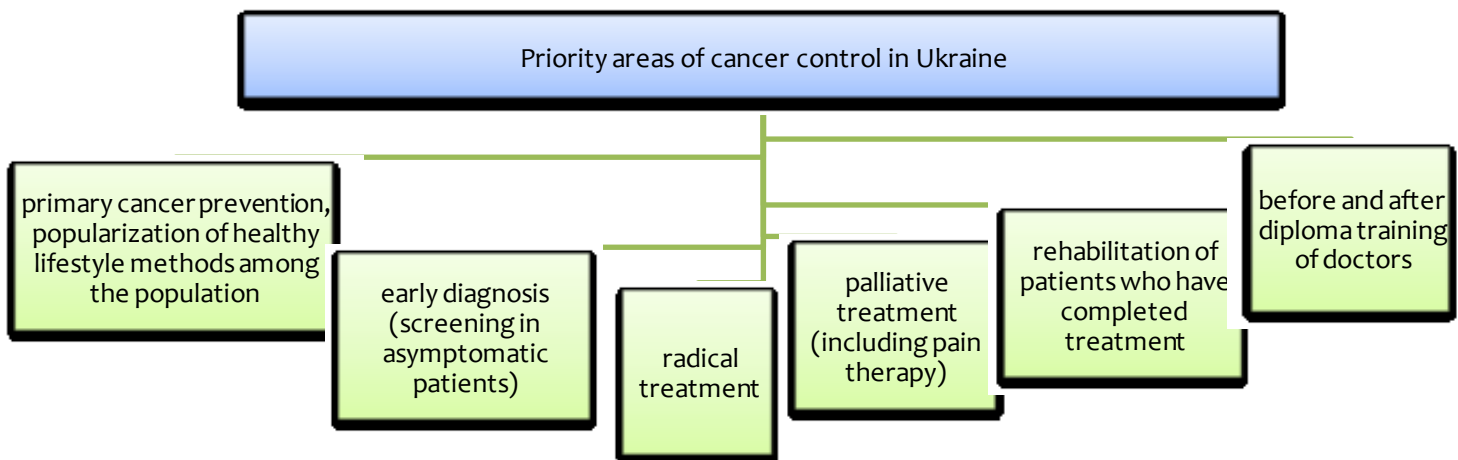 Priority areas of cancer control in Ukraine
primary cancer prevention,
popularization of healthy
lifestyle methods among
the population
early diagnosis
(screening in
asymptomatic
patients)
radical
treatment
palliative
treatment
(including pain
therapy)
rehabilitation of
patients who have
completed
treatment
before and after
diploma training
of doctors